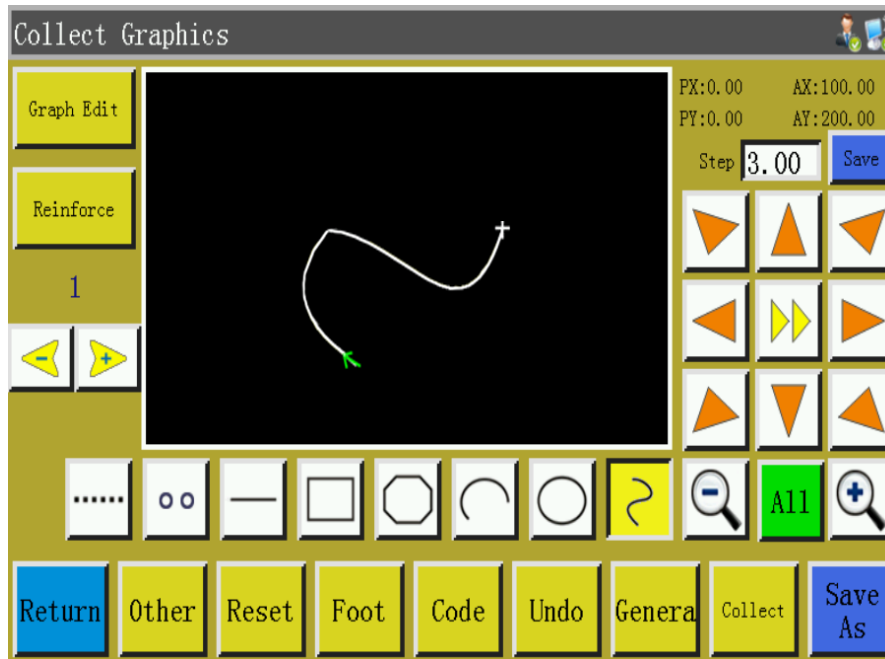 Collect Graphics
Graph Edit
PX:0.00 AX:100.00
PY:0.00 AY:200.00
Step 3.00 Save
Reinforce
1
All
Return Other Reset Foot Code Undo Genera Collect Save As